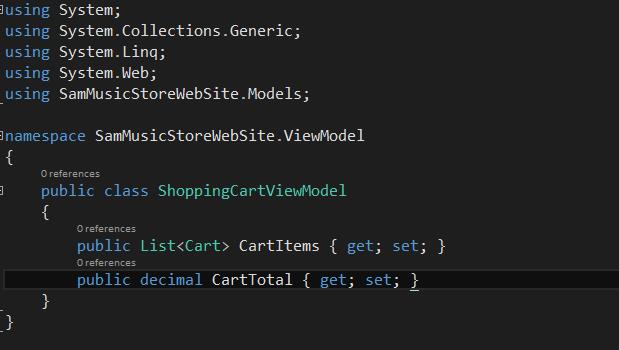 using System;
using System.Collections.Generic;
using System.Linq;
using System.Web;
using SamMusicStoreWebSite.Models;
namespace SamMusicStoreWebSite.ViewModel
{
0 references
public class ShoppingCartViewModel
{
0 references
public List<Cart> CartItems { get; set; }
0 references
public decimal CartTotal { get; set; }
}
}